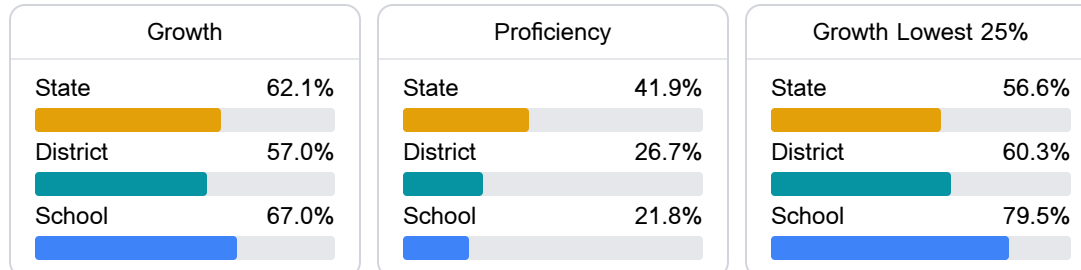 Growth
State 62.1%
District 57.0%
School 67.0%
Proficiency
State 41.9%
District 26.7%
School 21.8%
Growth Lowest 25%
State 56.6%
District 60.3%
School 79.5%